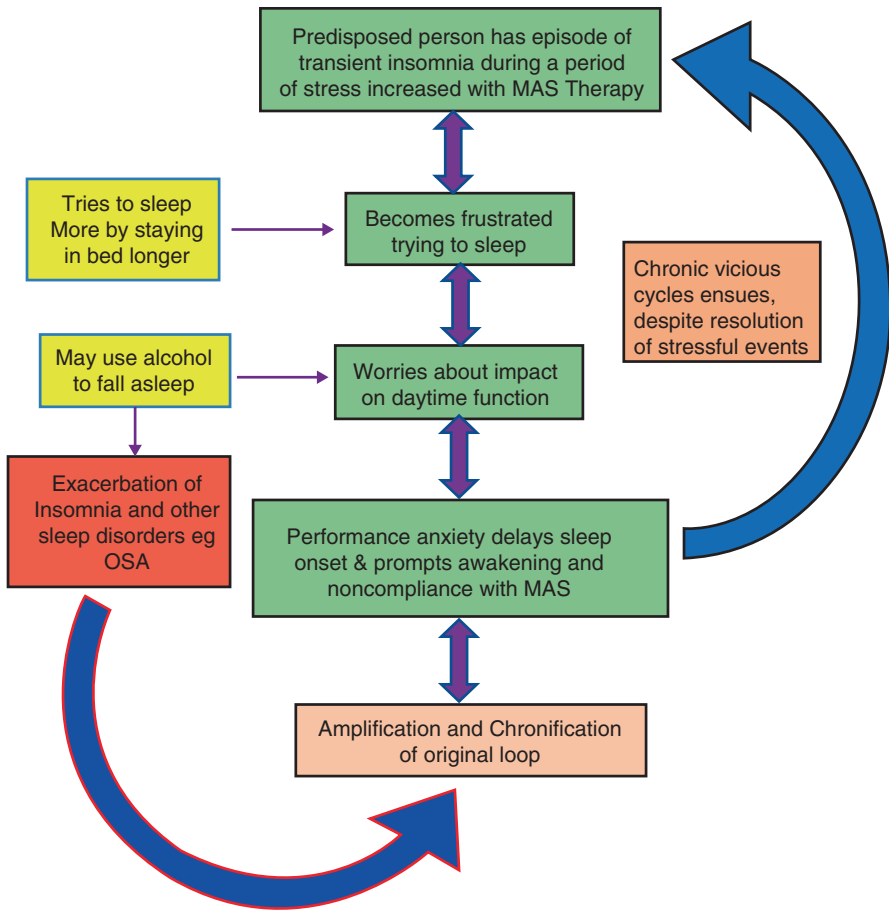 Predisposed person has episode of
transient insomnia during a period
of stress increased with MAS Therapy
Tries to sleep
More by staying
in bed longer
Becomes frustrated
trying to sleep
Chronic vicious
cycles ensues,
despite resolution
of stressful events
May use alcohol
to fall asleep
Worries about impact
on daytime function
Exacerbation of
Insomnia and other
sleep disorders eg
OSA
Performance anxiety delays sleep
onset & prompts awakening and
noncompliance with MAS
Amplification and Chronification
of original loop